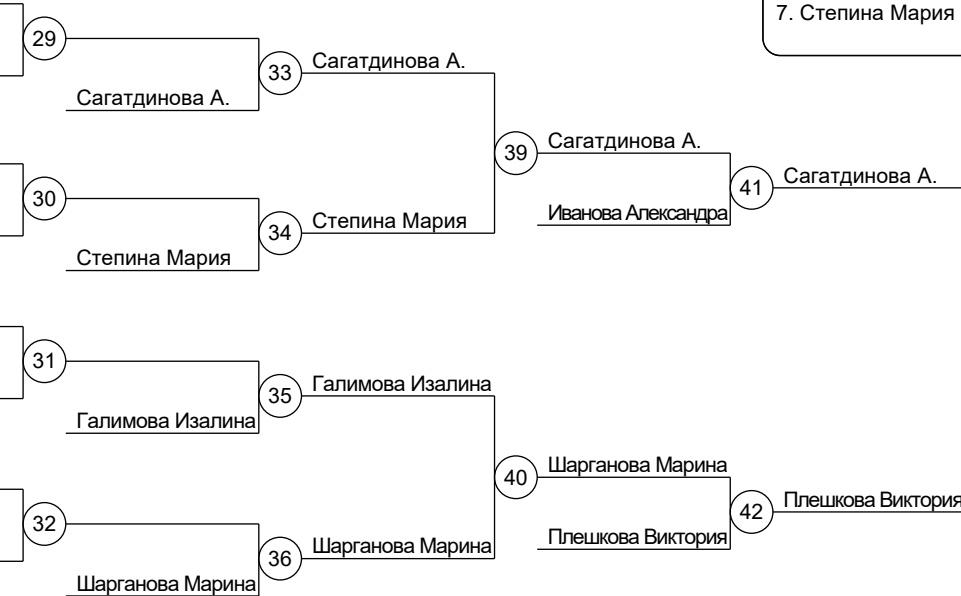 7. Степина Мария
29
Сагатдинова А.
33
Сагатдинова А.
Сагатдинова А.
39
Сагатдинова А.
41
30
Степина Мария
Иванова Александра
34
Степина Мария
31
Галимова Изалина
35
Галимова Изалина
Шарганова Марина
40
Плешкова Виктория
42
32
Плешкова Виктория
Шарганова Марина
36
Шарганова Марина